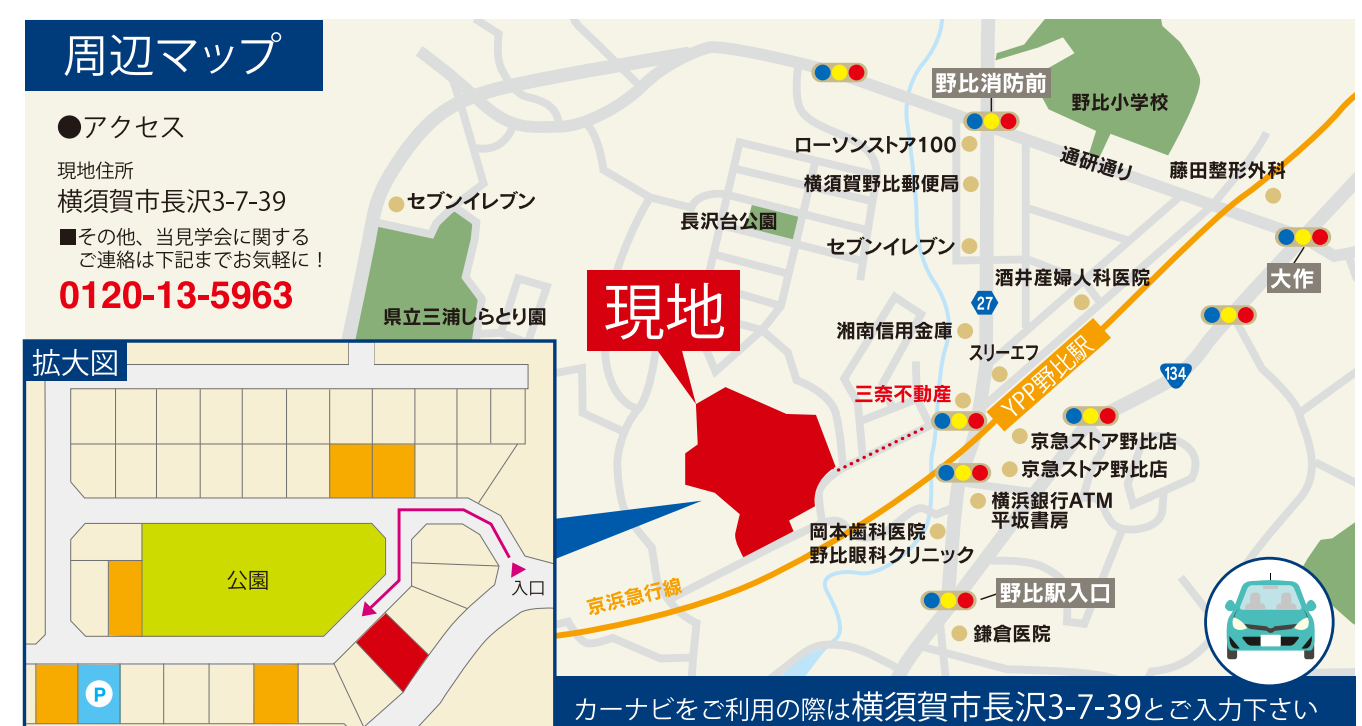 周辺マップ
●アクセス
現地住所
横須賀市長沢3-7-39
■その他、当見学会に関する
ご連絡は下記までお気軽に！
0120-13-5963
セブンイレブン
県立三浦しらとり園
長沢台公園
現地
野比消防前
野比小学校
ローソンストア100
横須賀野比郵便局
セブンイレブン
通研通り
藤田整形外科
大作
酒井産婦人科医院
27
湘南信用金庫
スリーエフ
三奈不動産
YPP野比駅
134
京急ストア野比店
京急ストア野比店
横浜銀行ATM
平坂書房
岡本歯科医院
野比眼科クリニック
京浜急行線
野比駅入口
鎌倉医院
拡大図
公園
入口
P
カーナビをご利用の際は横須賀市長沢3-7-39とご入力下さい